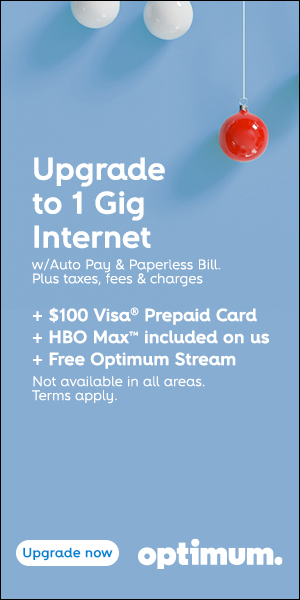 Upgrade
to 1 Gig
Internet
w/Auto Pay & Paperless Bill.
Plus taxes, fees & charges
+ $100 Visa® Prepaid Card
+ HBO Max™ included on us
+ Free Optimum Stream
Not available in all areas.
Terms apply.
Upgrade now
optimum.